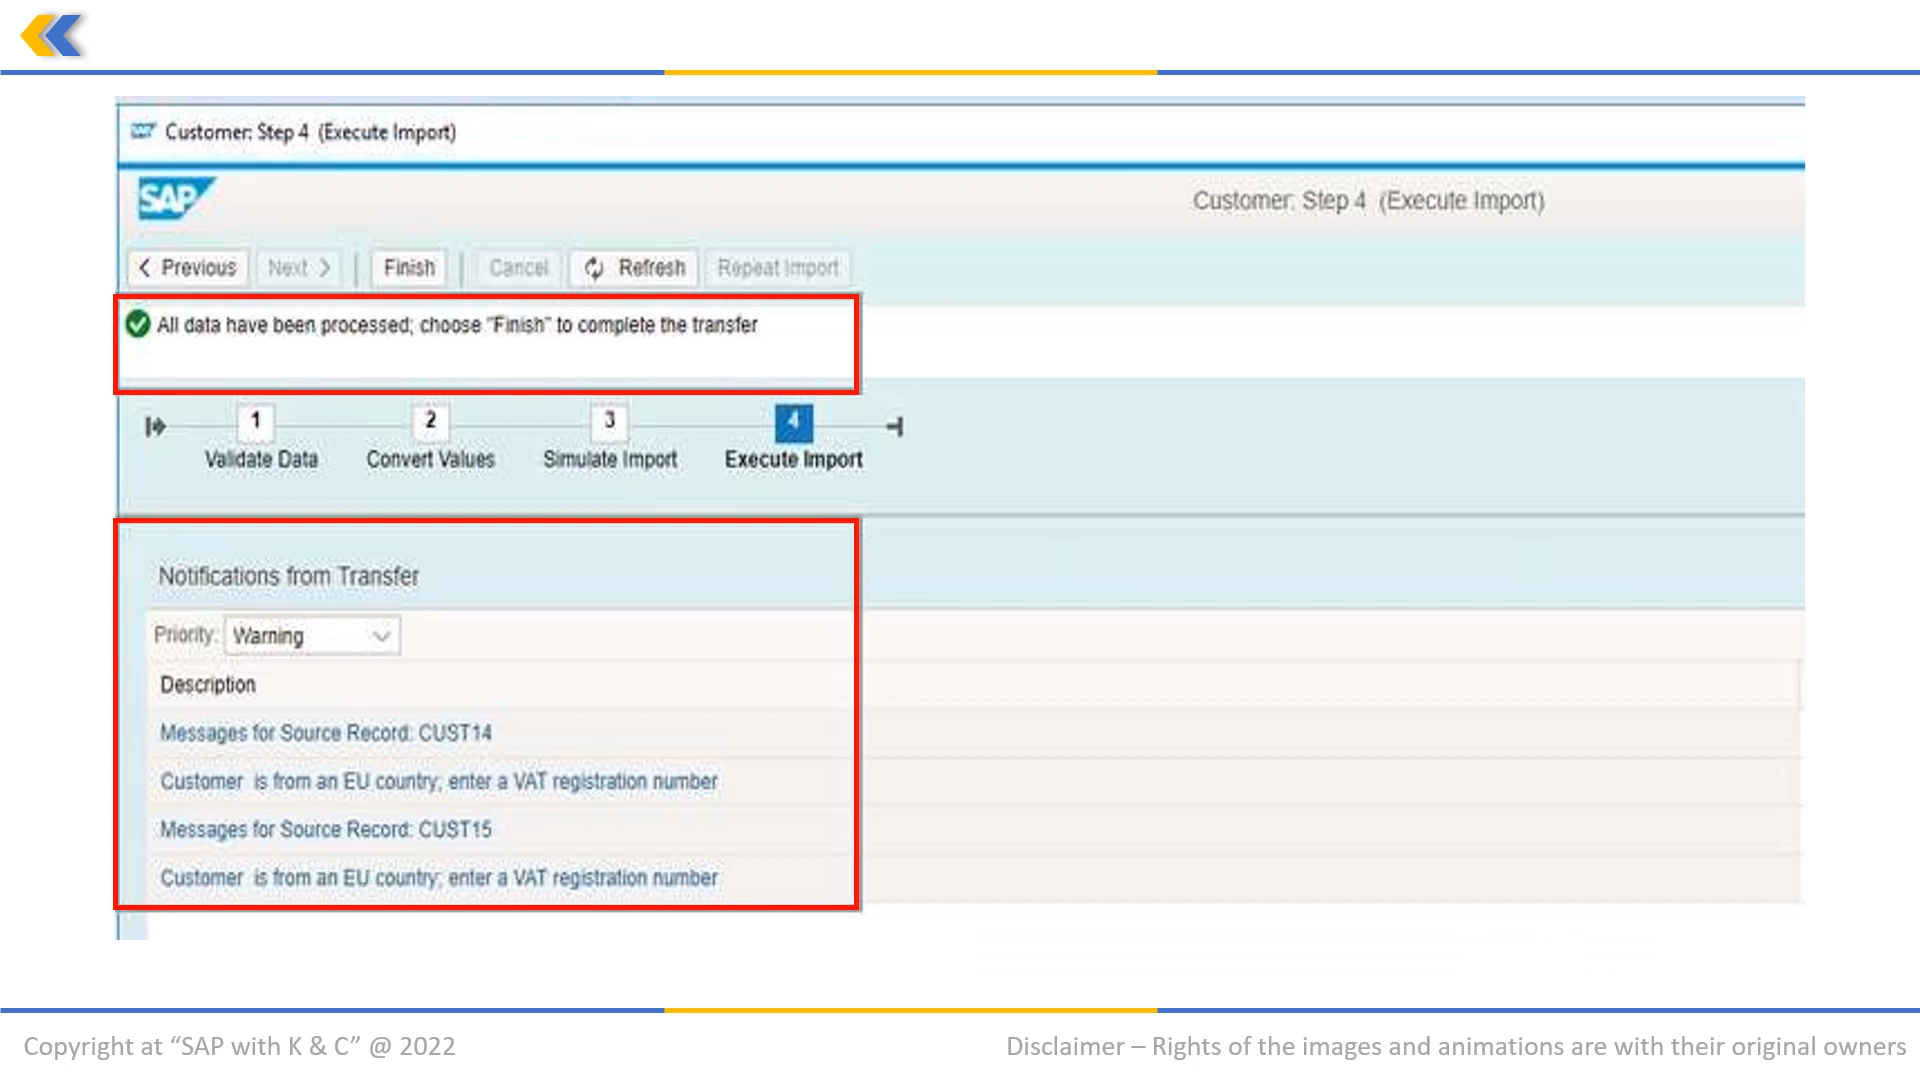 SAP Customer: Step 4 (Execute Import)
SAP
Customer: Step 4 (Execute Import)
Previous Next Finish Cancel Refresh Repeat Import
All data have been processed; choose "Finish" to complete the transfer
1 2 3 4
Validate Data Convert Values Simulate Import Execute Import
Notifications from Transfer
Priority: Warning
Description
Messages for Source Record: CUST14
Customer is from an EU country; enter a VAT registration number
Messages for Source Record: CUST15
Customer is from an EU country; enter a VAT registration number
Copyright at “SAP with K & C” @ 2022
Disclaimer – Rights of the images and animations are with their original owners